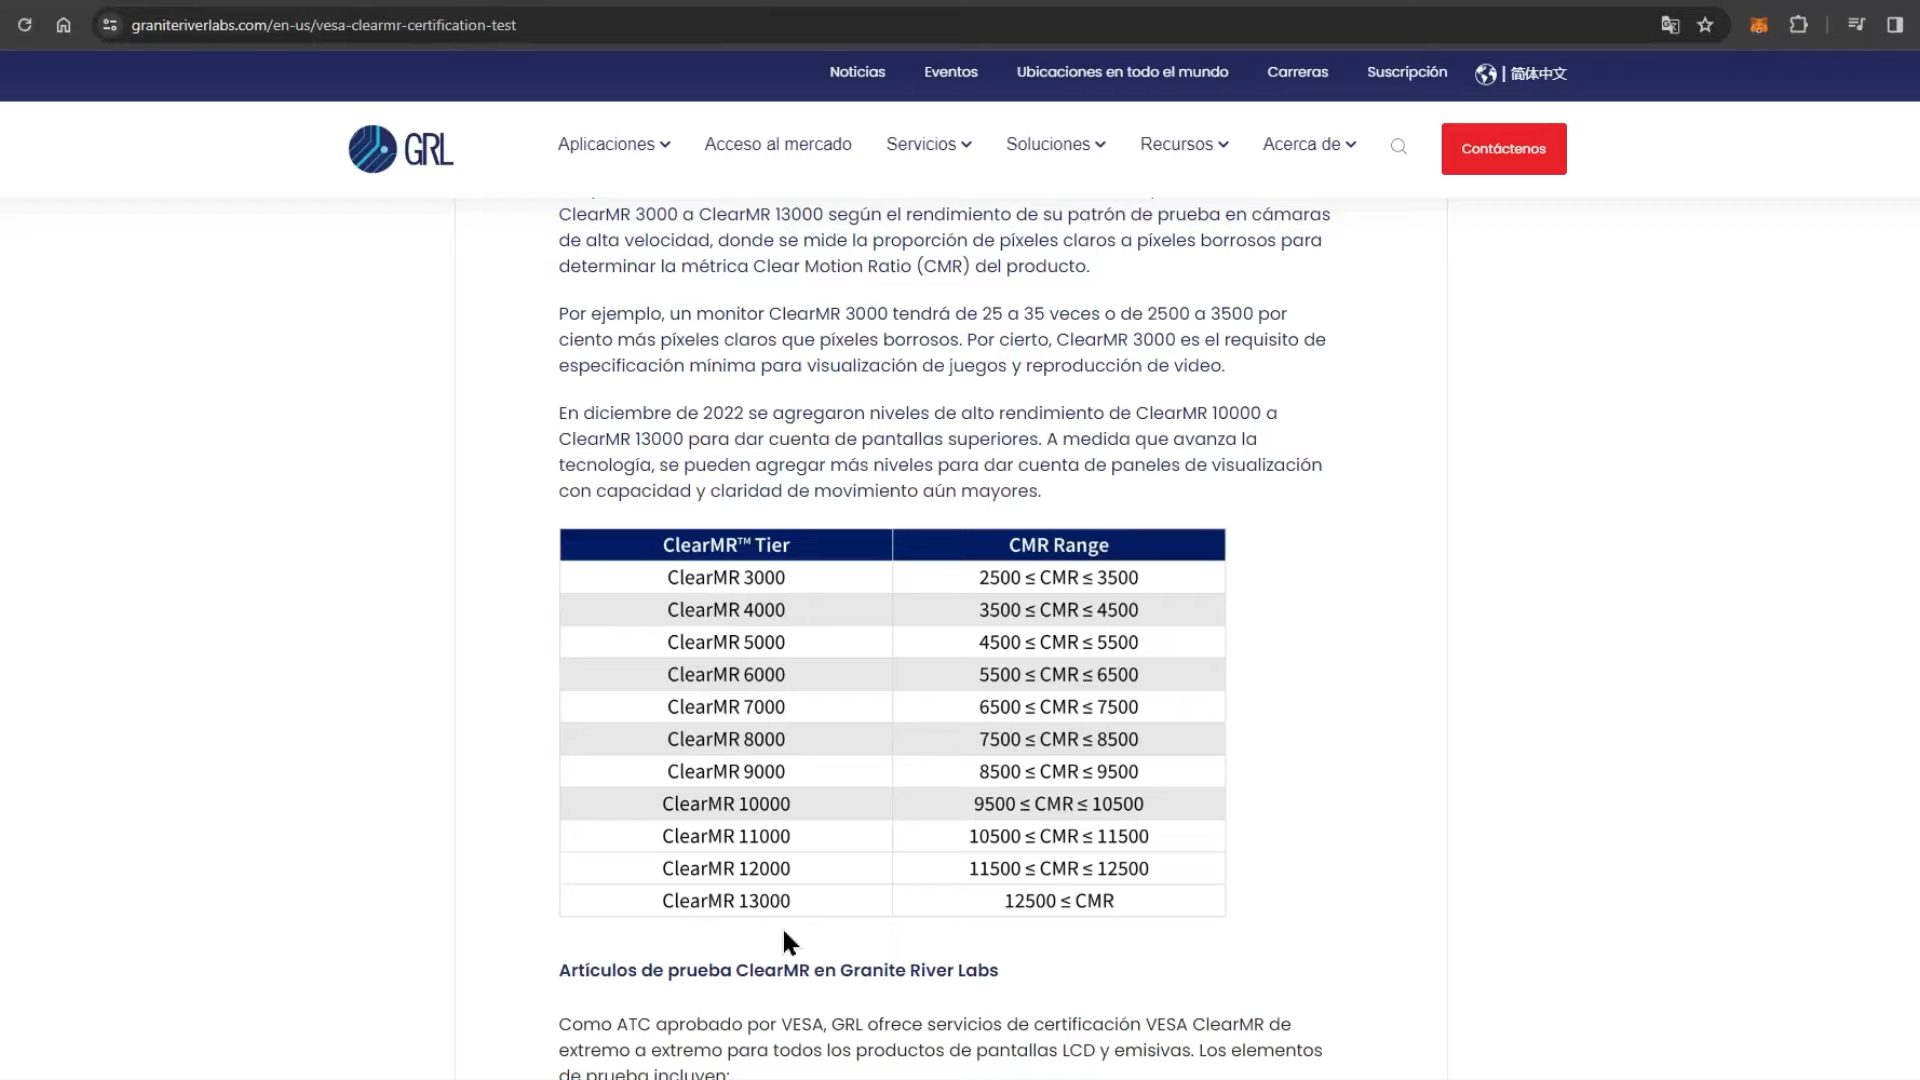 graniteriverlabs.com/en-us/vesa-clearmr-certification-test
Noticias Eventos Ubicaciones en todo el mundo Carreras Suscripción | 简体中文
GRL Aplicaciones Acceso al mercado Servicios Soluciones Recursos Acerca de Contáctenos
ClearMR 3000 a ClearMR 13000 según el rendimiento de su patrón de prueba en cámaras
de alta velocidad, donde se mide la proporción de píxeles claros a píxeles borrosos para
determinar la métrica Clear Motion Ratio (CMR) del producto.
Por ejemplo, un monitor ClearMR 3000 tendrá de 25 a 35 veces o de 2500 a 3500 por
ciento más píxeles claros que píxeles borrosos. Por cierto, ClearMR 3000 es el requisito de
especificación mínima para visualización de juegos y reproducción de video.
En diciembre de 2022 se agregaron niveles de alto rendimiento de ClearMR 10000 a
ClearMR 13000 para dar cuenta de pantallas superiores. A medida que avanza la
tecnología, se pueden agregar más niveles para dar cuenta de paneles de visualización
con capacidad y claridad de movimiento aún mayores.
ClearMR™ Tier CMR Range
ClearMR 3000 2500 ≤ CMR ≤ 3500
ClearMR 4000 3500 ≤ CMR ≤ 4500
ClearMR 5000 4500 ≤ CMR ≤ 5500
ClearMR 6000 5500 ≤ CMR ≤ 6500
ClearMR 7000 6500 ≤ CMR ≤ 7500
ClearMR 8000 7500 ≤ CMR ≤ 8500
ClearMR 9000 8500 ≤ CMR ≤ 9500
ClearMR 10000 9500 ≤ CMR ≤ 10500
ClearMR 11000 10500 ≤ CMR ≤ 11500
ClearMR 12000 11500 ≤ CMR ≤ 12500
ClearMR 13000 12500 ≤ CMR
Artículos de prueba ClearMR en Granite River Labs
Como ATC aprobado por VESA, GRL ofrece servicios de certificación VESA ClearMR de
extremo a extremo para todos los productos de pantallas LCD y emisivas. Los elementos
de prueba incluyen: